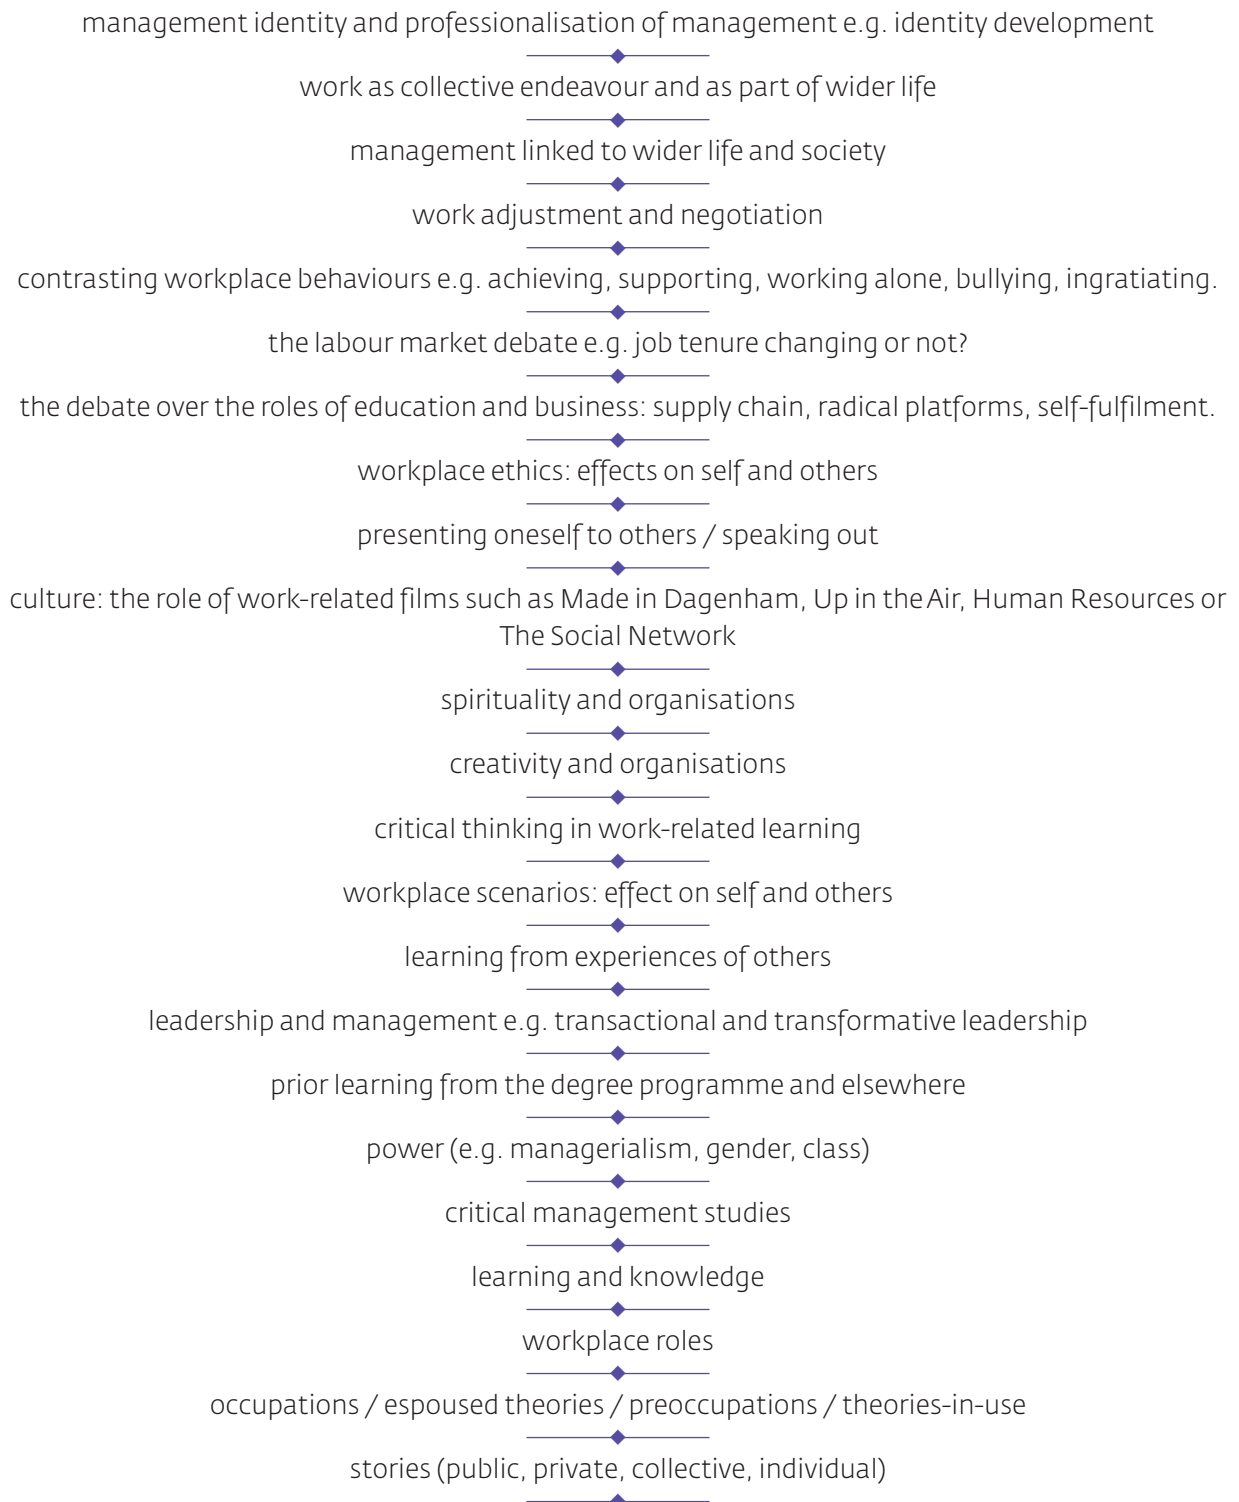 management identity and professionalisation of management e.g. identity development
work as collective endeavour and as part of wider life
management linked to wider life and society
work adjustment and negotiation
contrasting workplace behaviours e.g. achieving, supporting, working alone, bullying, ingratiating.
the labour market debate e.g. job tenure changing or not?
the debate over the roles of education and business: supply chain, radical platforms, self-fulfilment.
workplace ethics: effects on self and others
presenting oneself to others / speaking out
culture: the role of work-related films such as Made in Dagenham, Up in the Air, Human Resources or
The Social Network
spirituality and organisations
creativity and organisations
critical thinking in work-related learning
workplace scenarios: effect on self and others
learning from experiences of others
leadership and management e.g. transactional and transformative leadership
prior learning from the degree programme and elsewhere
power (e.g. managerialism, gender, class)
critical management studies
learning and knowledge
workplace roles
occupations / espoused theories / preoccupations / theories-in-use
stories (public, private, collective, individual)